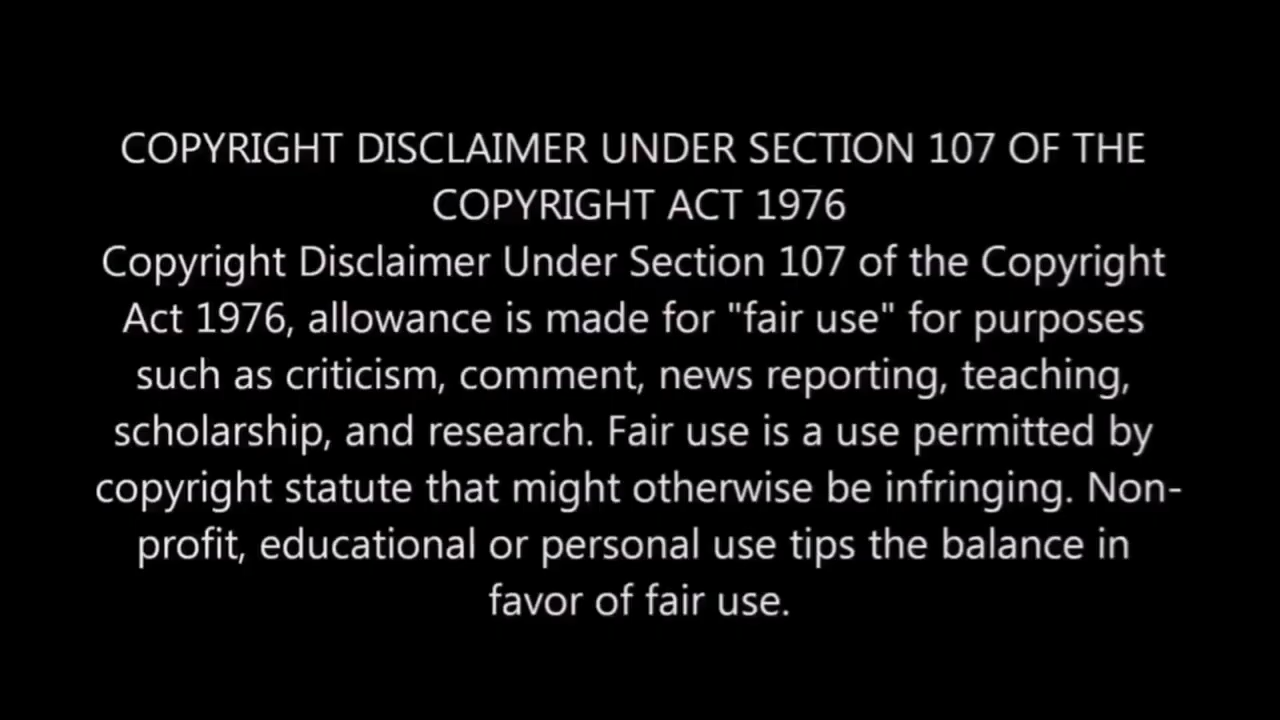 COPYRIGHT DISCLAIMER UNDER SECTION 107 OF THE
COPYRIGHT ACT 1976
Copyright Disclaimer Under Section 107 of the Copyright
Act 1976, allowance is made for "fair use" for purposes
such as criticism, comment, news reporting, teaching,
scholarship, and research. Fair use is a use permitted by
copyright statute that might otherwise be infringing. Non-
profit, educational or personal use tips the balance in
favor of fair use.